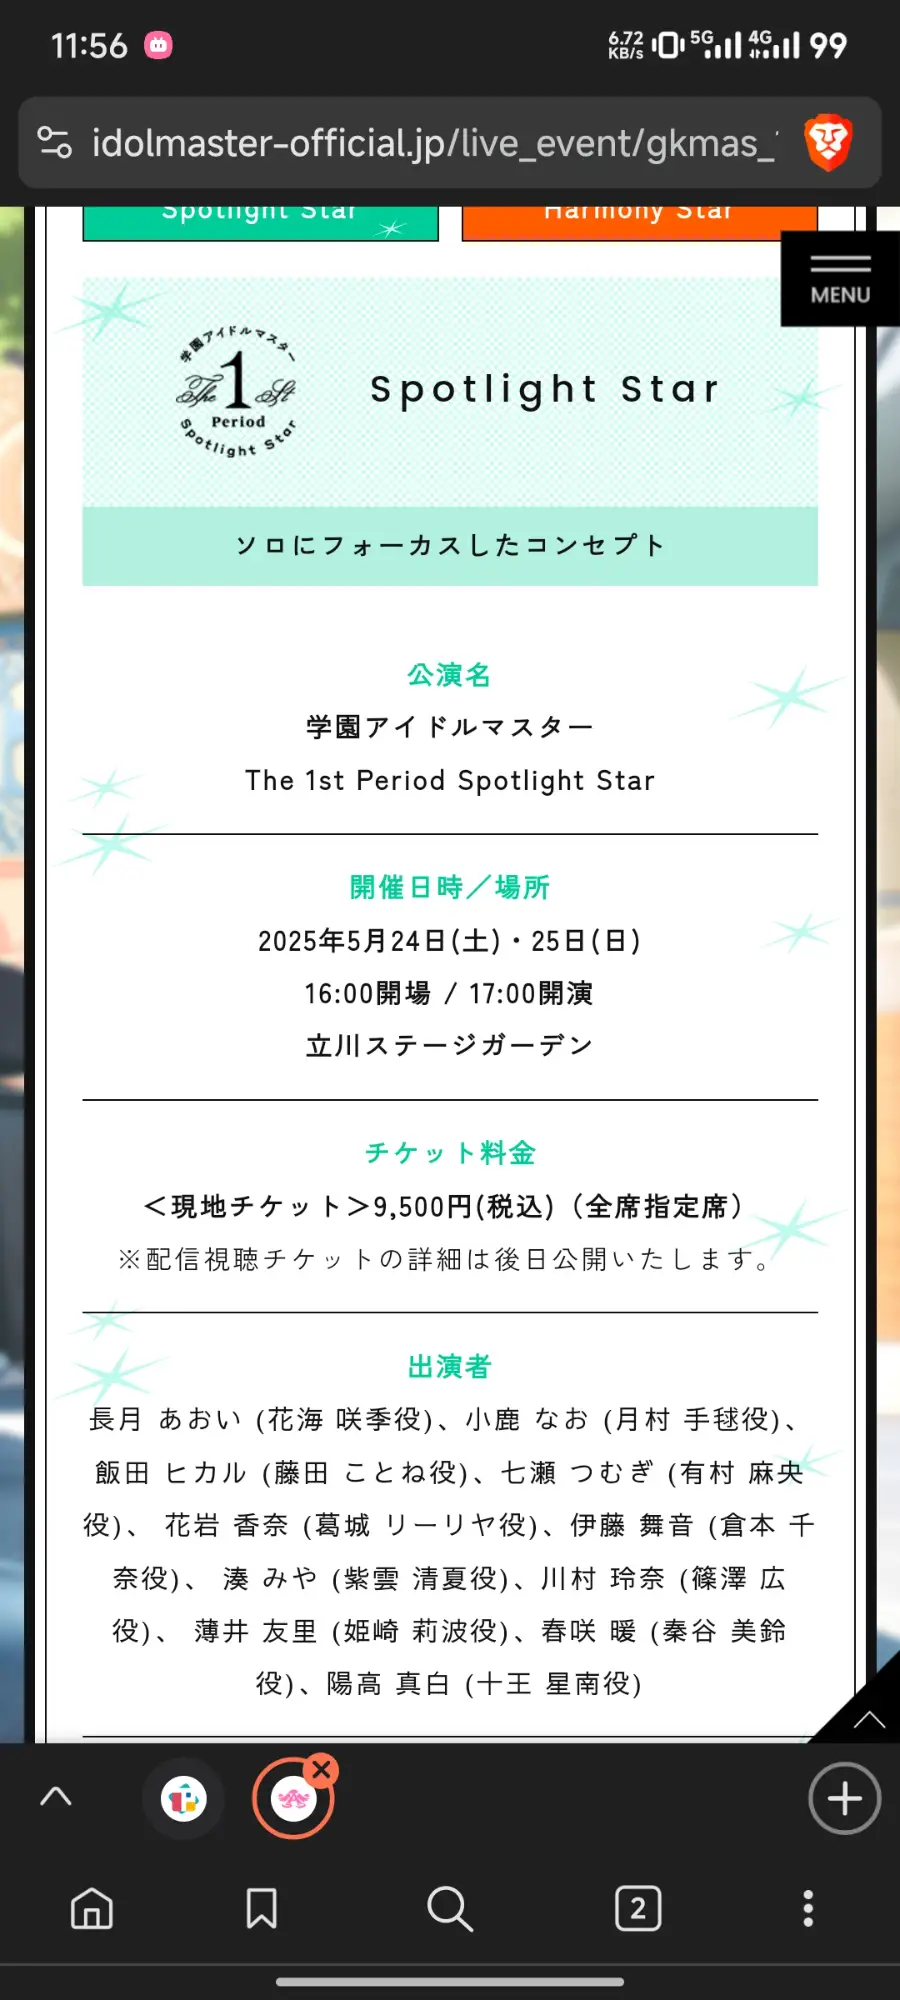 11:56
6.72 KB/s 5G 4G 99
idolmaster-official.jp/live_event/gkmas_
Spotlight Star
Harmony Star
MENU
学園アイドルマスター
The 1 St
Period
Spotlight Star
Spotlight Star
ソロにフォーカスしたコンセプト
公演名
学園アイドルマスター
The 1st Period Spotlight Star
開催日時／場所
2025年5月24日(土)・25日(日)
16:00開場 / 17:00開演
立川ステージガーデン
チケット料金
＜現地チケット＞9,500円(税込)（全席指定席）
※配信視聴チケットの詳細は後日公開いたします。
出演者
長月 あおい (花海 咲季役)、小鹿 なお (月村 手毬役)、
飯田 ヒカル (藤田 ことね役)、七瀬 つむぎ (有村 麻央
役)、 花岩 香奈 (葛城 リーリヤ役)、伊藤 舞音 (倉本 千
奈役)、 湊 みや (紫雲 清夏役)、川村 玲奈 (篠澤 広
役)、 薄井 友里 (姫崎 莉波役)、春咲 暖 (秦谷 美鈴
役)、陽高 真白 (十王 星南役)
2